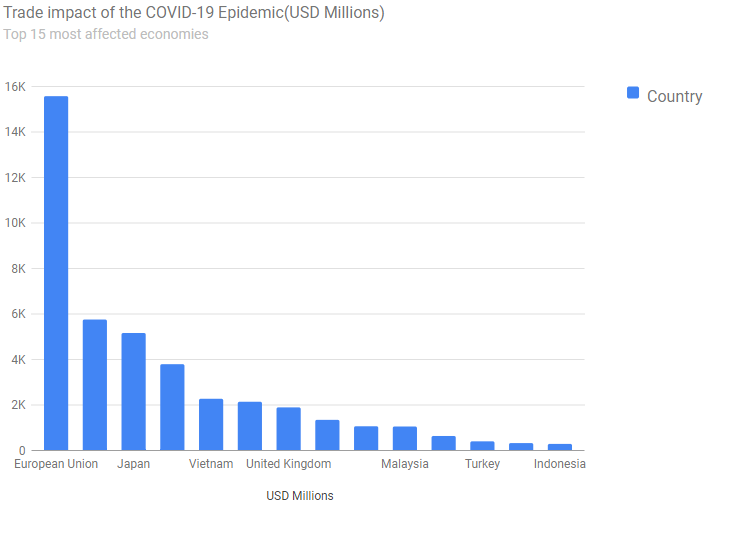 Trade impact of the COVID-19 Epidemic(USD Millions)
Top 15 most affected economies
16K
14K
12K
10K
8K
6K
4K
2K
0
Country
European Union Japan Vietnam United Kingdom Malaysia Turkey Indonesia
USD Millions